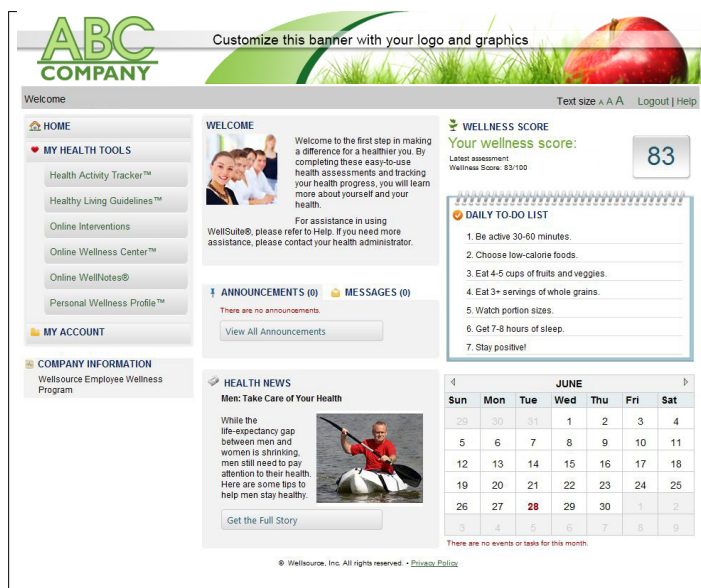 ABC
COMPANY
Customize this banner with your logo and graphics
Welcome
Text size A A A Logout | Help
HOME
MY HEALTH TOOLS
Health Activity Tracker™
Healthy Living Guidelines™
Online Interventions
Online Wellness Center™
Online WellNotes®
Personal Wellness Profile™
MY ACCOUNT
COMPANY INFORMATION
Wellsource Employee Wellness
Program
WELCOME
Welcome to the first step in making
a difference for a healthier you. By
completing these easy-to-use
health assessments and tracking
your health progress, you will learn
more about yourself and your
health.
For assistance in using
WellSuite®, please refer to Help. If you need more
assistance, please contact your health administrator.
ANNOUNCEMENTS (0) MESSAGES (0)
There are no announcements.
View All Announcements
HEALTH NEWS
Men: Take Care of Your Health
While the
life-expectancy gap
between men and
women is shrinking,
men still need to pay
attention to their health.
Here are some tips to
help men stay healthy.
Get the Full Story
WELLNESS SCORE
Your wellness score:
Latest assessment
Wellness Score: 83/100
83
DAILY TO-DO LIST
1. Be active 30-60 minutes.
2. Choose low-calorie foods.
3. Eat 4-5 cups of fruits and veggies.
4. Eat 3+ servings of whole grains.
5. Watch portion sizes.
6. Get 7-8 hours of sleep.
7. Stay positive!
JUNE
Sun Mon Tue Wed Thu Fri Sat
29 30 31 1 2 3 4
5 6 7 8 9 10 11
12 13 14 15 16 17 18
19 20 21 22 23 24 25
26 27 28 29 30 1 2
3 4 5 6 7 8 9
There are no events or tasks for this month.
® Wellsource, Inc. All rights reserved. • Privacy Policy